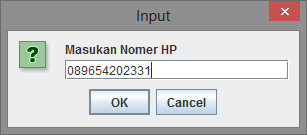 Input
Masukan Nomer HP
089654202331
OK
Cancel